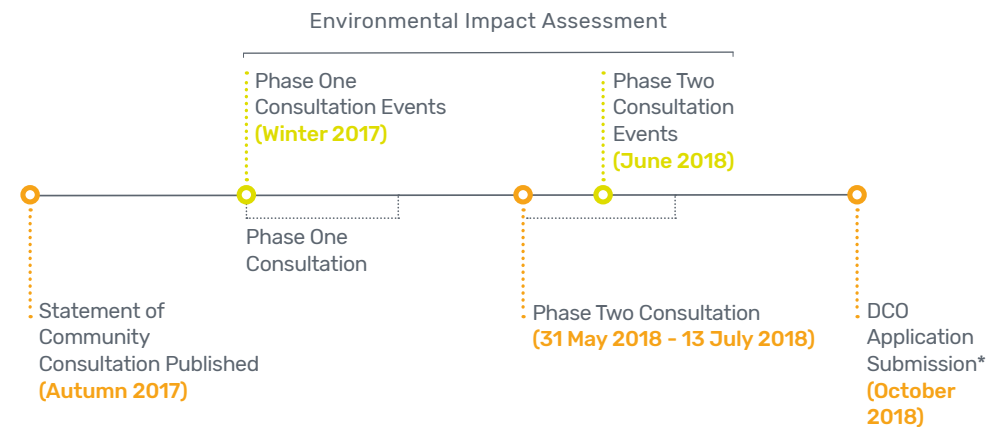 Environmental Impact Assessment
Phase One
Consultation Events
(Winter 2017)
Phase Two
Consultation
Events
(June 2018)
Phase One
Consultation
Statement of
Community
Consultation Published
(Autumn 2017)
Phase Two Consultation
(31 May 2018 - 13 July 2018)
DCO
Application
Submission*
(October
2018)